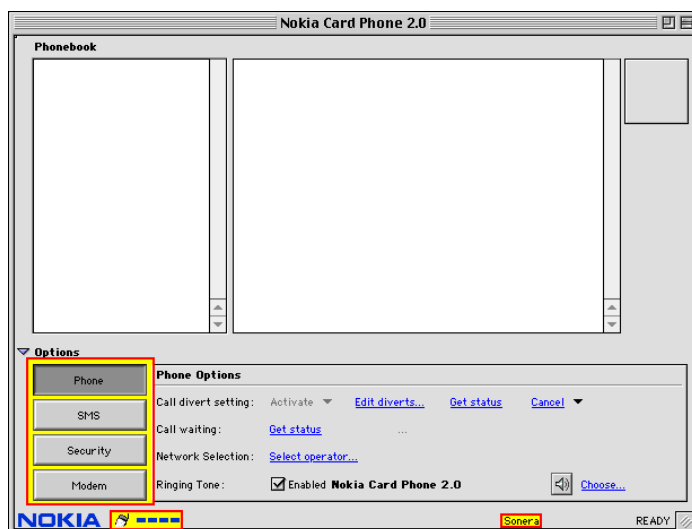 Nokia Card Phone 2.0
Phonebook
Options
Phone
SMS
Security
Modem
Phone Options
Call divert setting: Activate Edit diverts... Get status Cancel
Call waiting: Get status ...
Network Selection: Select operator...
Ringing Tone: Enabled Nokia Card Phone 2.0 Choose...
NOKIA Sonera READY